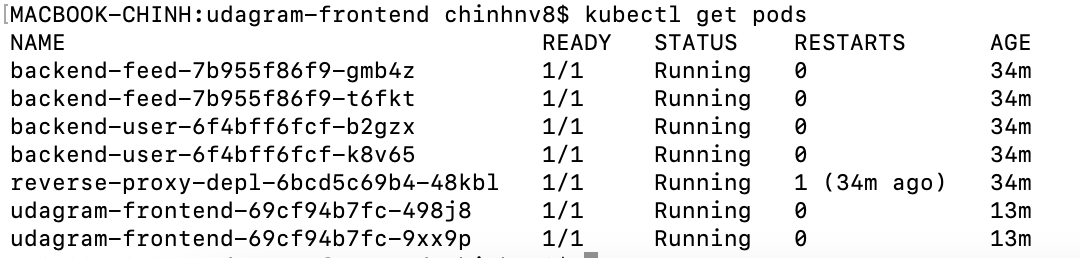 [MACBOOK-CHINH:udagram-frontend chinhnv8$ kubectl get pods
NAME READY STATUS RESTARTS AGE
backend-feed-7b955f86f9-gmb4z 1/1 Running 0 34m
backend-feed-7b955f86f9-t6fkt 1/1 Running 0 34m
backend-user-6f4bff6fcf-b2gzx 1/1 Running 0 34m
backend-user-6f4bff6fcf-k8v65 1/1 Running 0 34m
reverse-proxy-depl-6bcd5c69b4-48kbl 1/1 Running 1 (34m ago) 34m
udagram-frontend-69cf94b7fc-498j8 1/1 Running 0 13m
udagram-frontend-69cf94b7fc-9xx9p 1/1 Running 0 13m